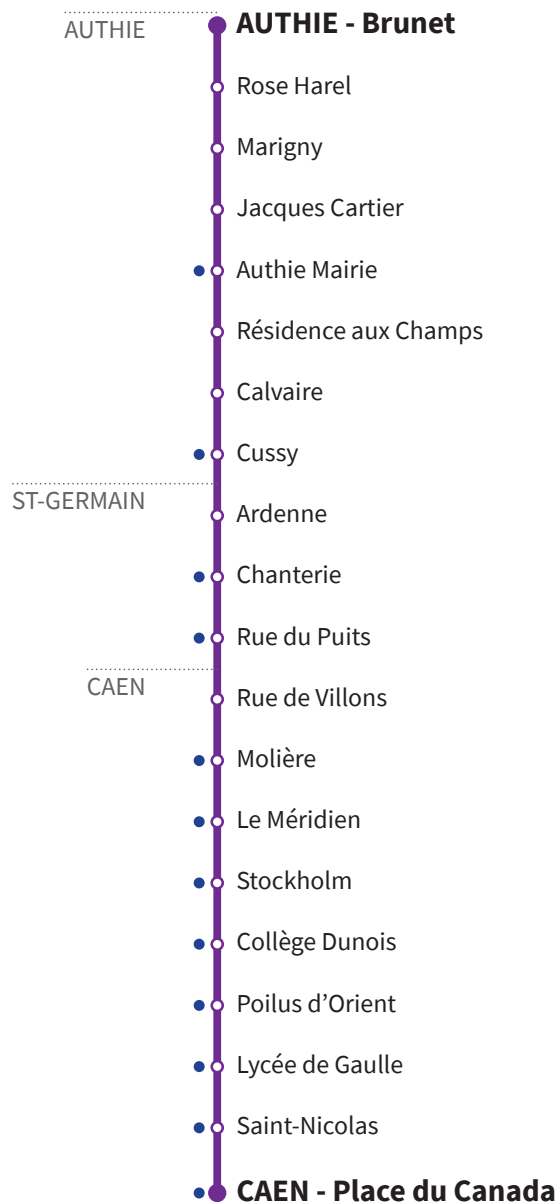 AUTHIE
AUTHIE - Brunet
Rose Harel
Marigny
Jacques Cartier
Authie Mairie
Résidence aux Champs
Calvaire
Cussy
ST-GERMAIN
Ardenne
Chanterie
Rue du Puits
CAEN
Rue de Villons
Molière
Le Méridien
Stockholm
Collège Dunois
Poilus d’Orient
Lycée de Gaulle
Saint-Nicolas
CAEN - Place du Canada